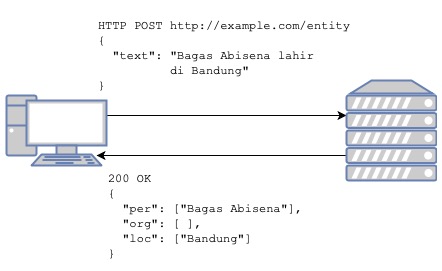 HTTP POST http://example.com/entity
{
  "text": "Bagas Abisena lahir
          di Bandung"
}
200 OK
{
  "per": ["Bagas Abisena"],
  "org": [ ],
  "loc": ["Bandung"]
}